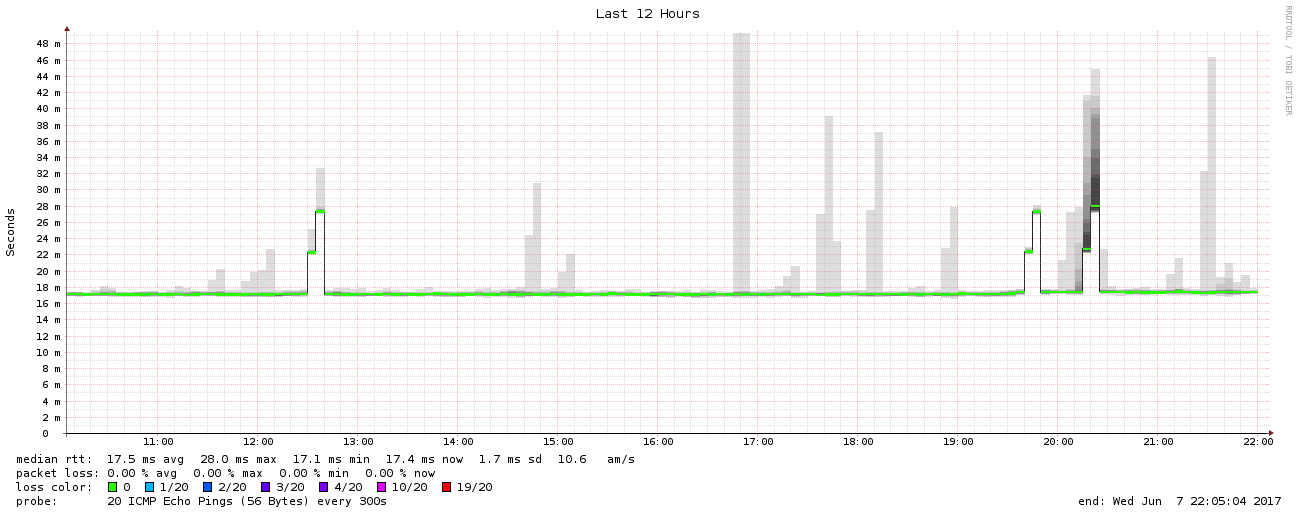 Last 12 Hours
RRDTOOL / TOBI OETIKER
Seconds
48 m
46 m
44 m
42 m
40 m
38 m
36 m
34 m
32 m
30 m
28 m
26 m
24 m
22 m
20 m
18 m
16 m
14 m
12 m
10 m
8 m
6 m
4 m
2 m
0
11:00 12:00 13:00 14:00 15:00 16:00 17:00 18:00 19:00 20:00 21:00 22:00
median rtt: 17.5 ms avg 28.0 ms max 17.1 ms min 17.4 ms now 1.7 ms sd 10.6 am/s
packet loss: 0.00 % avg 0.00 % max 0.00 % min 0.00 % now
loss color: 0 1/20 2/20 3/20 4/20 10/20 19/20
probe: 20 ICMP Echo Pings (56 Bytes) every 300s end: Wed Jun 7 22:05:04 2017